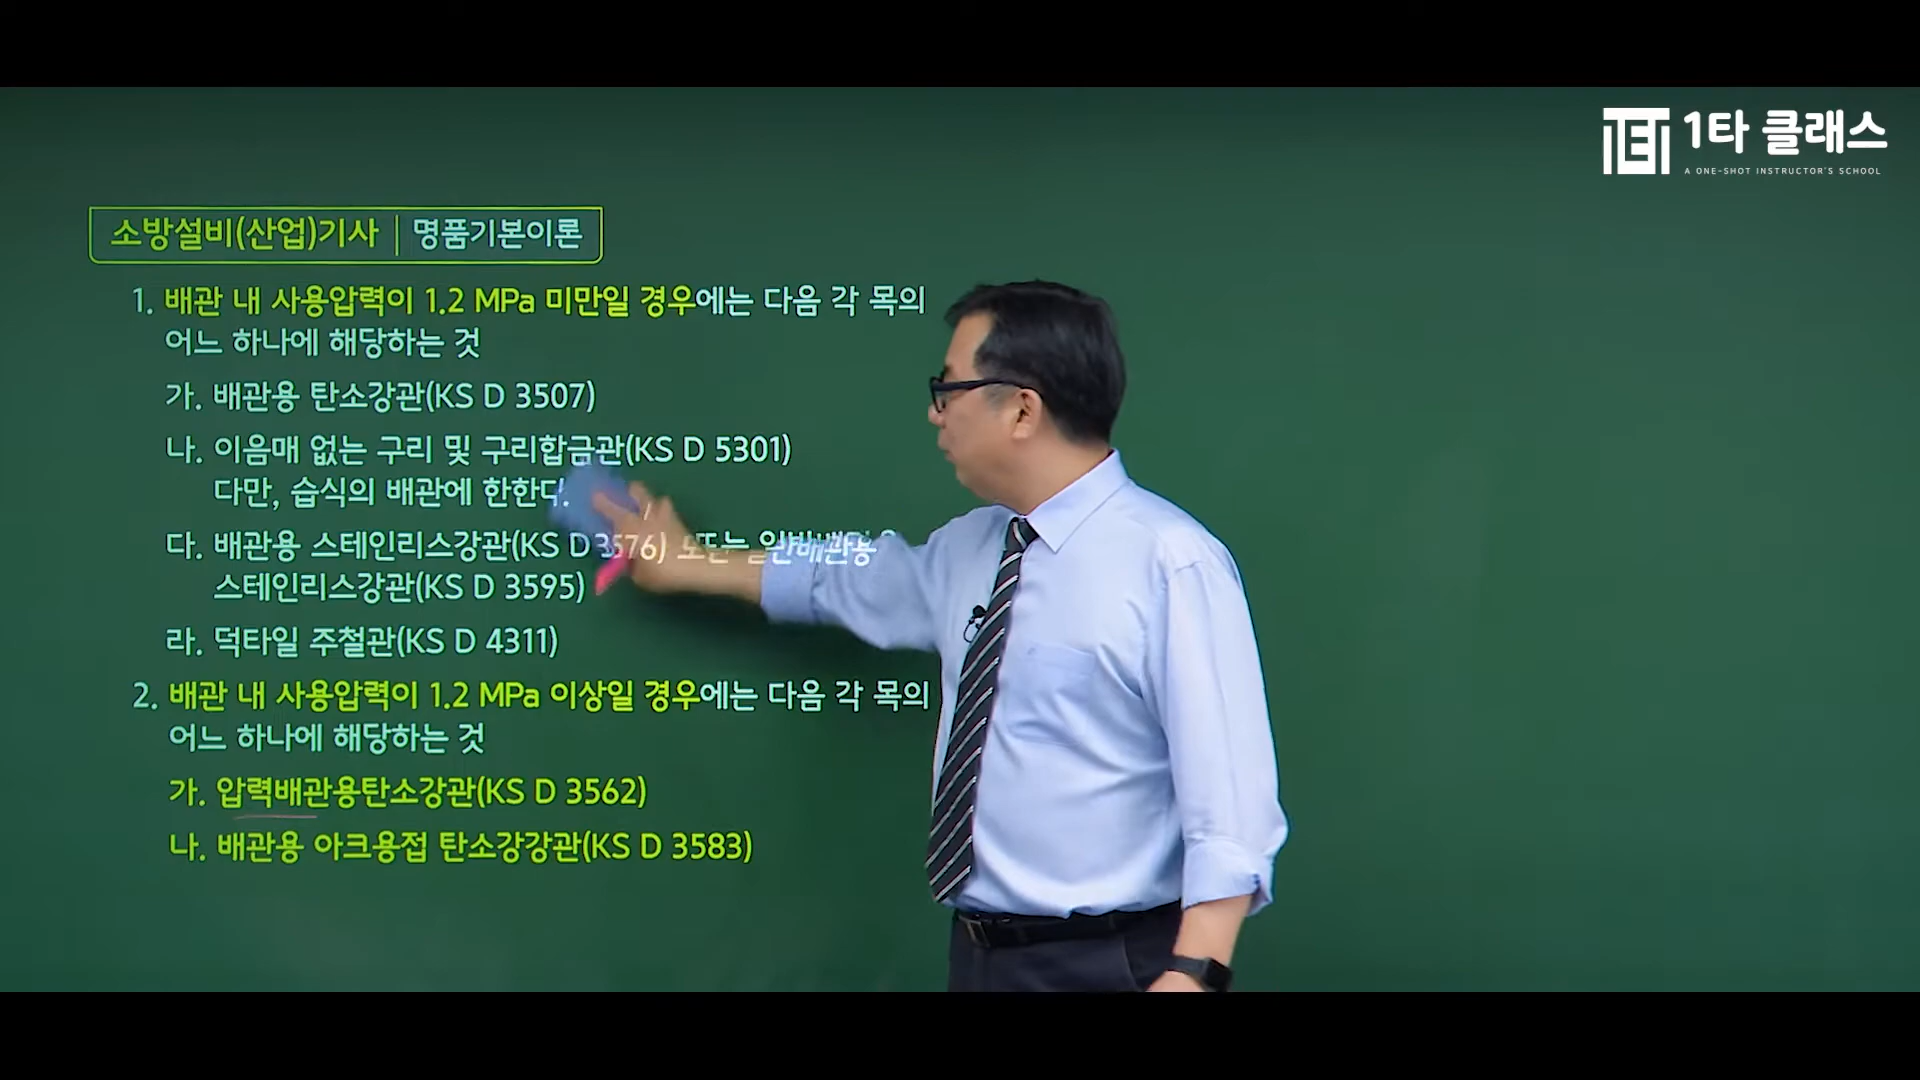 1타 클래스
A ONE-SHOT INSTRUCTOR'S SCHOOL
소방설비(산업)기사 | 명품기본이론
1. 배관 내 사용압력이 1.2 MPa 미만일 경우에는 다음 각 목의
어느 하나에 해당하는 것
가. 배관용 탄소강관(KS D 3507)
나. 이음매 없는 구리 및 구리합금관(KS D 5301)
다만, 습식의 배관에 한한다.
다. 배관용 스테인리스강관(KS D 3576) 또는 일반배관용
스테인리스강관(KS D 3595)
라. 덕타일 주철관(KS D 4311)
2. 배관 내 사용압력이 1.2 MPa 이상일 경우에는 다음 각 목의
어느 하나에 해당하는 것
가. 압력배관용탄소강관(KS D 3562)
나. 배관용 아크용접 탄소강강관(KS D 3583)